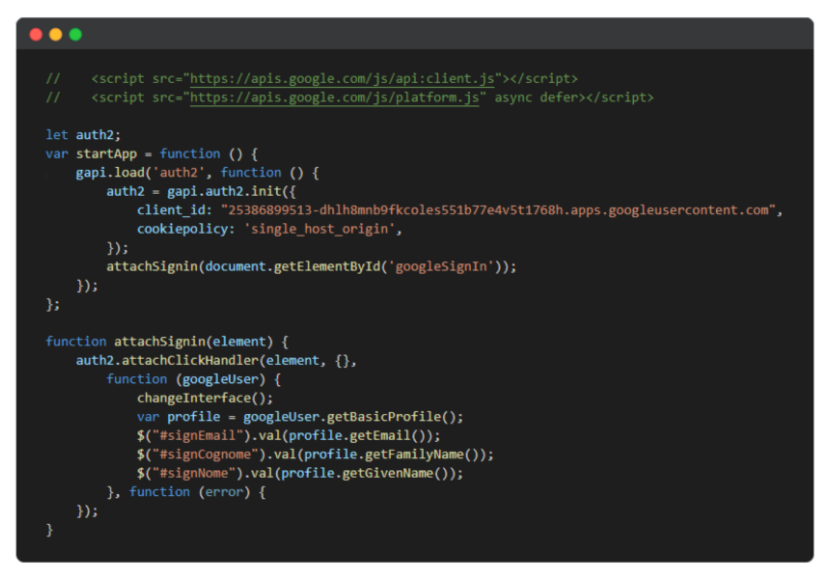 //    <script src="https://apis.google.com/js/api:client.js"></script>
//    <script src="https://apis.google.com/js/platform.js" async defer></script>
let auth2;
var startApp = function () {
    gapi.load('auth2', function () {
        auth2 = gapi.auth2.init({
            client_id: "25386899513-dhlh8mnb9fkcoles551b77e4v5t1768h.apps.googleusercontent.com",
            cookiepolicy: 'single_host_origin',
        });
        attachSignin(document.getElementById('googleSignIn'));
    });
};
function attachSignin(element) {
    auth2.attachClickHandler(element, {},
        function (googleUser) {
            changeInterface();
            var profile = googleUser.getBasicProfile();
            $("#signEmail").val(profile.getEmail());
            $("#signCognome").val(profile.getFamilyName());
            $("#signNome").val(profile.getGivenName());
        }, function (error) {
    });
}